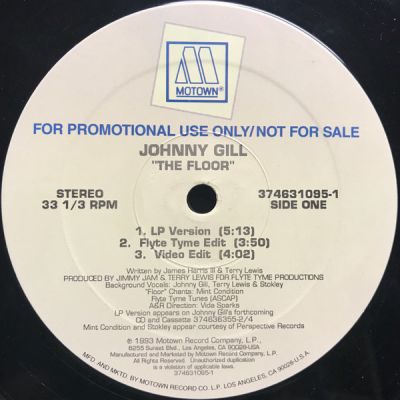 M
MOTOWN®
FOR PROMOTIONAL USE ONLY/NOT FOR SALE
JOHNNY GILL
"THE FLOOR"
STEREO
33 1/3 RPM
374631095-1
SIDE ONE
1. LP Version (5:13)
2. Flyte Tyme Edit (3:50)
3. Video Edit (4:02)
Written by James Harris III & Terry Lewis
PRODUCED BY JIMMY JAM & TERRY LEWIS FOR FLYTE TYME PRODUCTIONS
Background Vocals: Johnny Gill, Terry Lewis & Stokley
"Floor" Chants: Mint Condition
Flyte Tyme Tunes (ASCAP)
A&R Direction: Vida Sparks
LP Version appears on Johnny Gill's forthcoming
CD and Cassette 374636355-2/4
Mint Condition and Stokley appear courtesy of Perspective Records
℗ 1993 Motown Record Company, L.P.,
6255 Sunset Blvd., Los Angeles, CA 90028-USA
Manufactured and Marketed by Motown Record Company, L.P.
All Rights Reserved. Unauthorized duplication
is a violation of applicable laws.
MFD. AND MKTD. BY MOTOWN RECORD CO. L.P. LOS ANGELES, CA 90028-U.S.A.